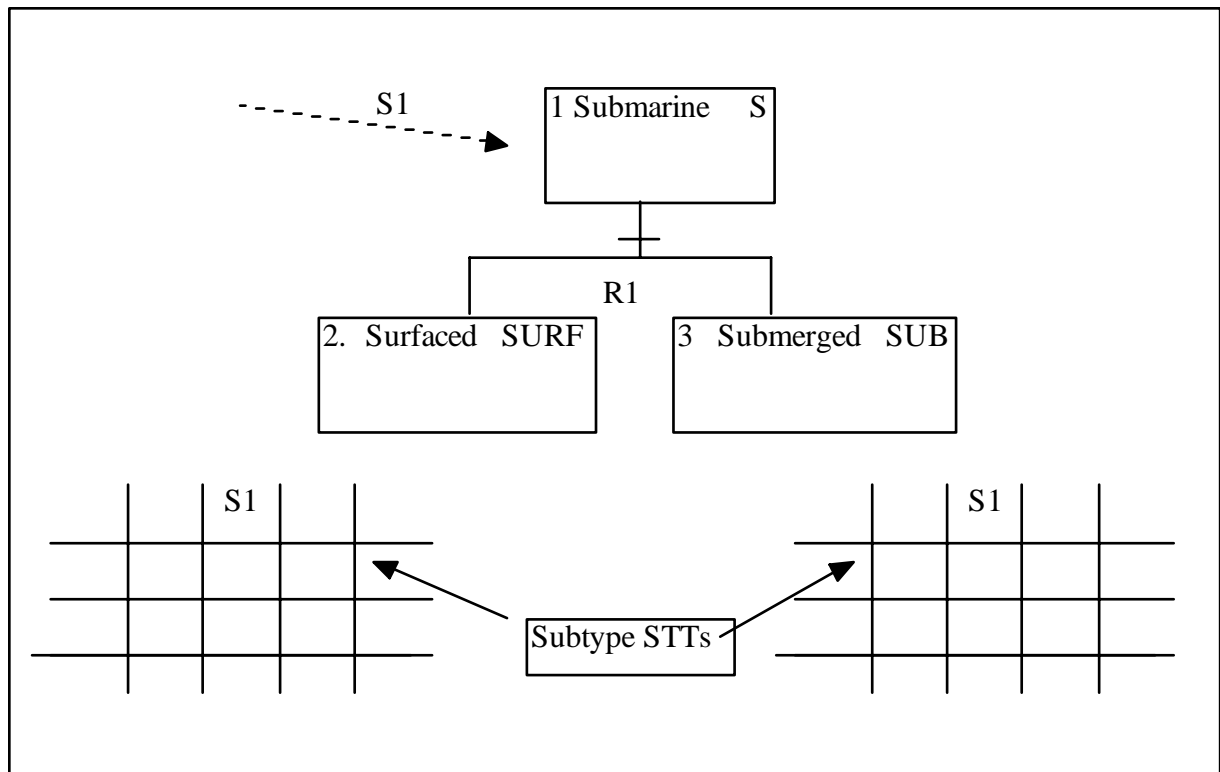 S1
1 Submarine S
R1
2. Surfaced SURF
3 Submerged SUB
S1
S1
Subtype STTs